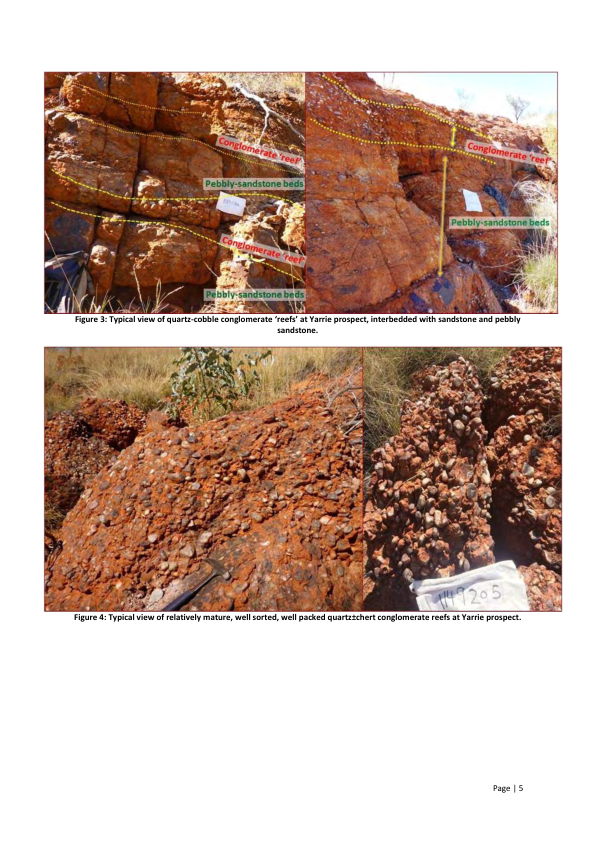 Conglomerate 'reef'
Pebbly-sandstone beds
Conglomerate 'reef'
Pebbly-sandstone beds
Conglomerate 'reef'
Pebbly-sandstone beds
Figure 3: Typical view of quartz-cobble conglomerate 'reefs' at Yarrie prospect, interbedded with sandstone and pebbly
sandstone.
Figure 4: Typical view of relatively mature, well sorted, well packed quartz±chert conglomerate reefs at Yarrie prospect.
Page | 5